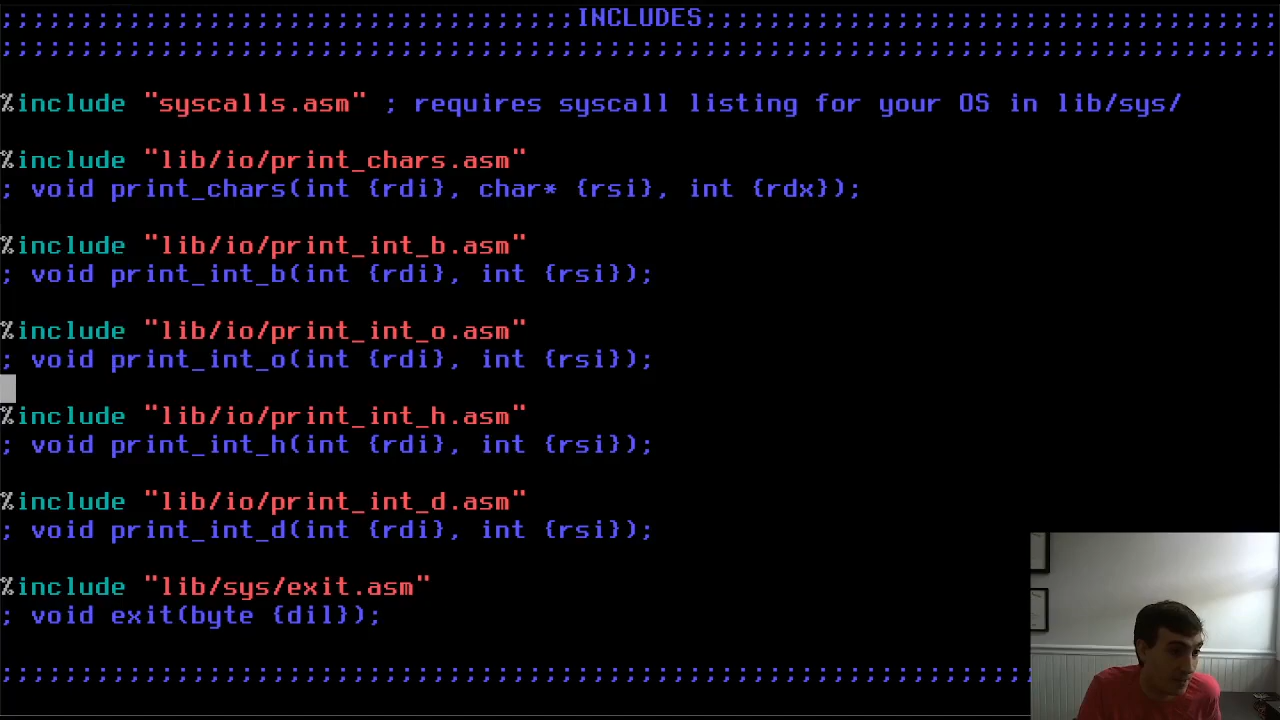 ;;;;;;;;;;;;;;;;;;;;;;;;;;;;;;;;;;;;INCLUDES;;;;;;;;;;;;;;;;;;;;;;;;;;;;;;;;;;;;
;;;;;;;;;;;;;;;;;;;;;;;;;;;;;;;;;;;;;;;;;;;;;;;;;;;;;;;;;;;;;;;;;;;;;;;;;;;;;;;;
%include "syscalls.asm" ; requires syscall listing for your OS in lib/sys/
%include "lib/io/print_chars.asm"
; void print_chars(int {rdi}, char* {rsi}, int {rdx});
%include "lib/io/print_int_b.asm"
; void print_int_b(int {rdi}, int {rsi});
%include "lib/io/print_int_o.asm"
; void print_int_o(int {rdi}, int {rsi});
%include "lib/io/print_int_h.asm"
; void print_int_h(int {rdi}, int {rsi});
%include "lib/io/print_int_d.asm"
; void print_int_d(int {rdi}, int {rsi});
%include "lib/sys/exit.asm"
; void exit(byte {dil});
;;;;;;;;;;;;;;;;;;;;;;;;;;;;;;;;;;;;;;;;;;;;;;;;;;;;;;;;;;;;;;;;;